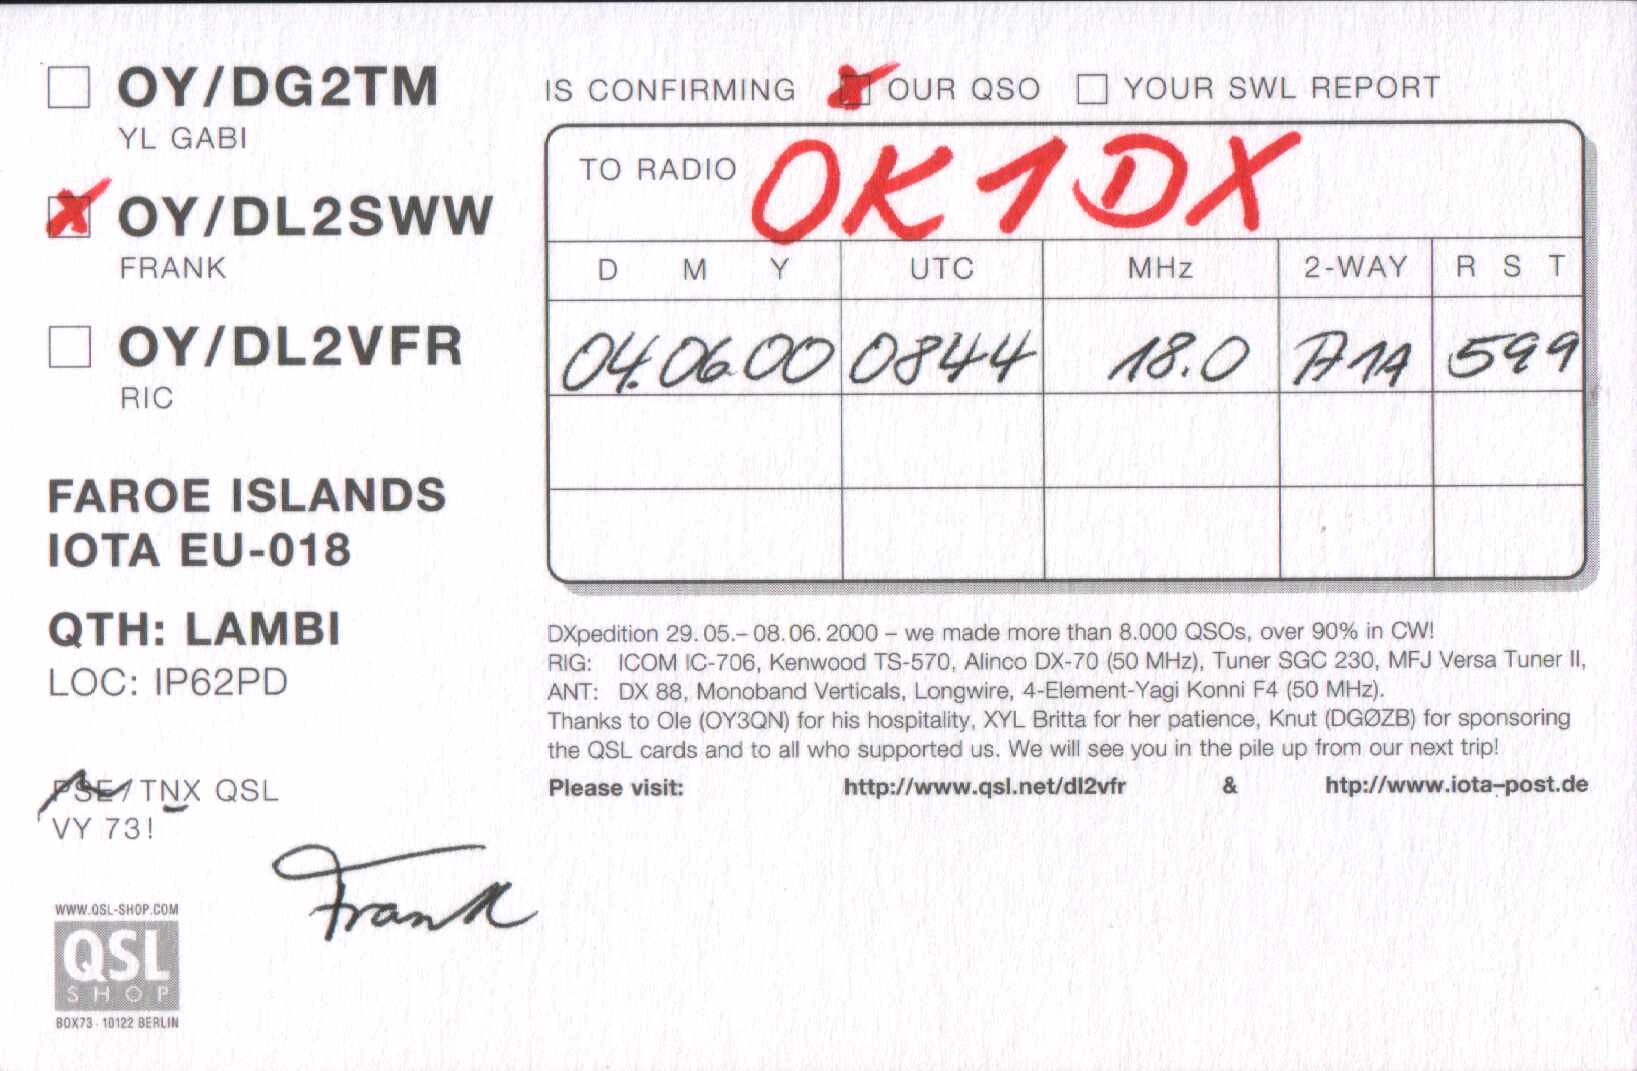 OY/DG2TM
YL GABI
OY/DL2SWW
FRANK
OY/DL2VFR
RIC
FAROE ISLANDS
IOTA EU-018
QTH: LAMBI
LOC: IP62PD
PSE/TNX QSL
VY 73!
Frank
WWW.QSL-SHOP.COM
QSL
SHOP
BOX73 · 10122 BERLIN
IS CONFIRMING OUR QSO YOUR SWL REPORT
TO RADIO OK1DX
D M Y UTC MHz 2-WAY R S T
04.06.00 0844 18.0 A1A 599
DXpedition 29.05.– 08.06.2000 – we made more than 8.000 QSOs, over 90% in CW!
RIG: ICOM IC-706, Kenwood TS-570, Alinco DX-70 (50 MHz), Tuner SGC 230, MFJ Versa Tuner II,
ANT: DX 88, Monoband Verticals, Longwire, 4-Element-Yagi Konni F4 (50 MHz).
Thanks to Ole (OY3QN) for his hospitality, XYL Britta for her patience, Knut (DGØZB) for sponsoring
the QSL cards and to all who supported us. We will see you in the pile up from our next trip!
Please visit: http://www.qsl.net/dl2vfr & htp://www.iota-post.de